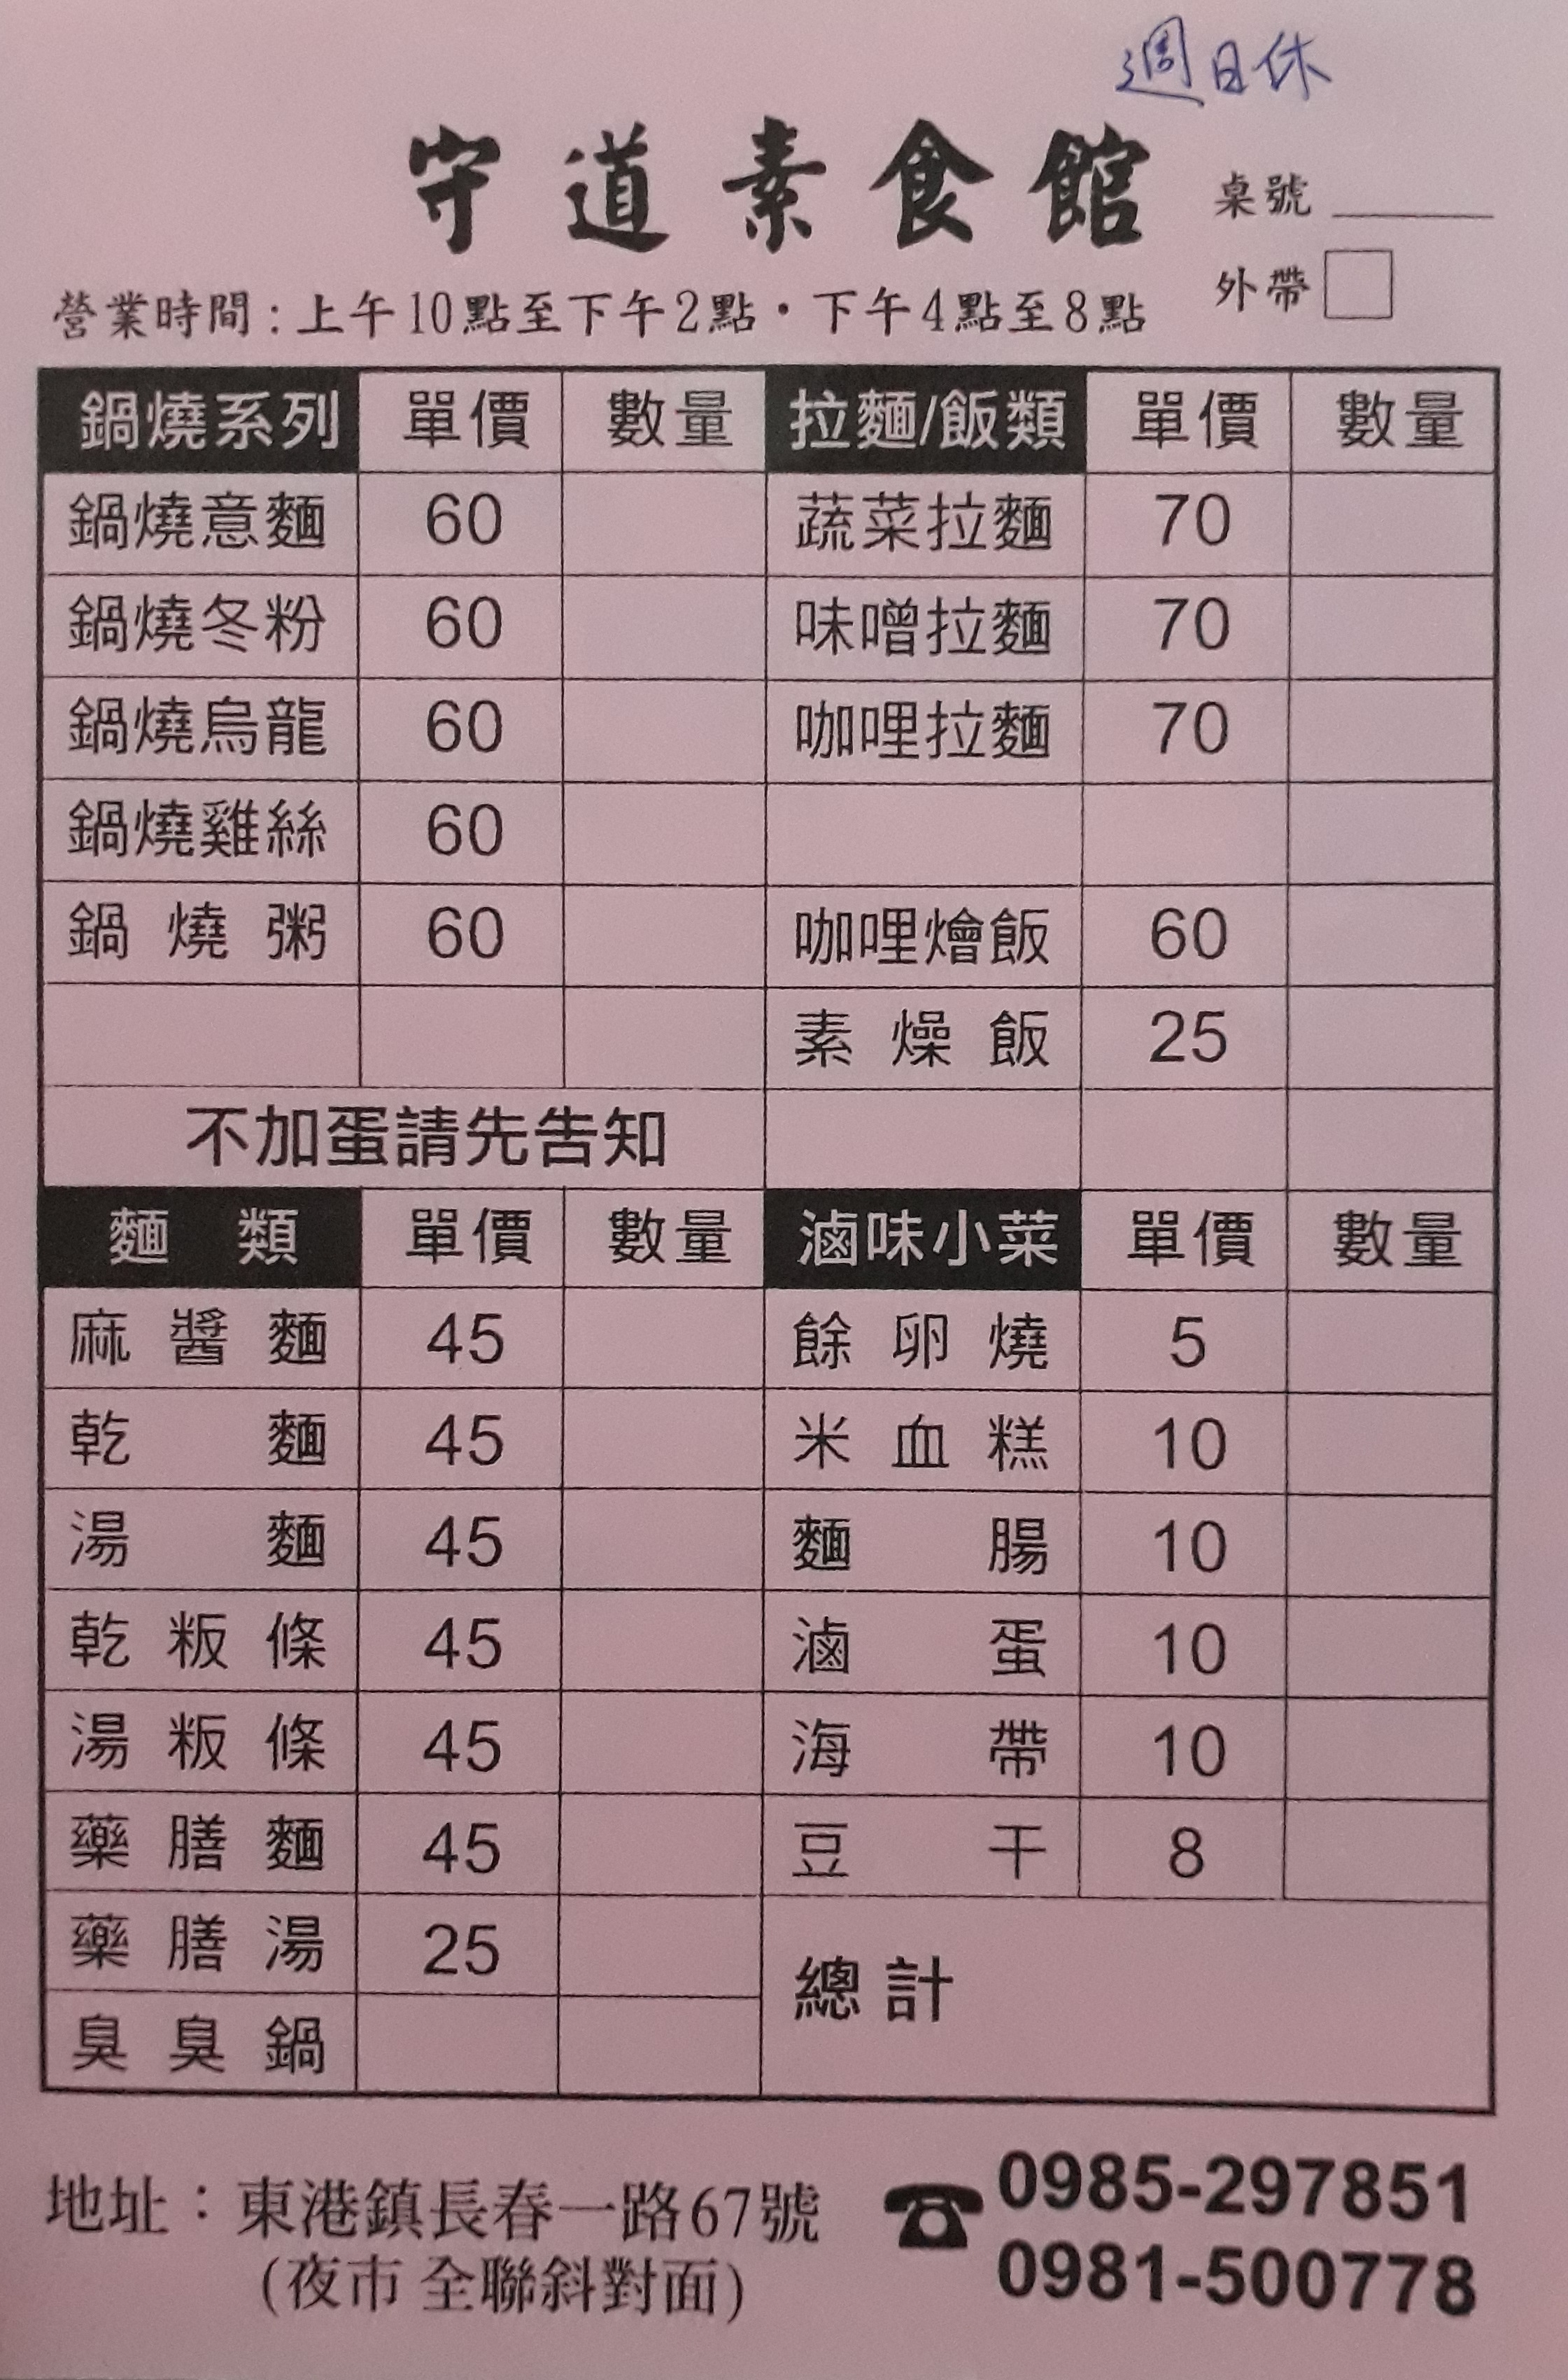 週日休
守道素食館
桌號
營業時間：上午10點至下午2點・下午4點至8點 外帶
鍋燒系列 單價 數量 拉麵/飯類 單價 數量
鍋燒意麵 60 蔬菜拉麵 70
鍋燒冬粉 60 味噌拉麵 70
鍋燒烏龍 60 咖哩拉麵 70
鍋燒雞絲 60
鍋燒粥 60 咖哩燴飯 60
素燥飯 25
不加蛋請先告知
麵類 單價 數量 滷味小菜 單價 數量
麻醬麵 45 餘卵燒 5
乾麵 45 米血糕 10
湯麵 45 麵腸 10
乾粄條 45 滷蛋 10
湯粄條 45 海帶 10
藥膳麵 45 豆干 8
藥膳湯 25 總計
臭臭鍋
地址：東港鎮長春一路67號 ☎0985-297851
(夜市全聯斜對面) 0981-500778